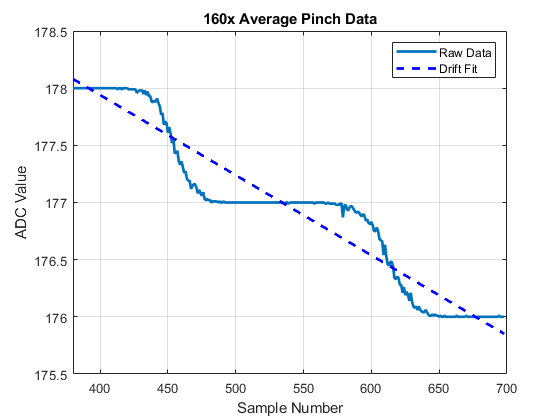 160x Average Pinch Data
178.5
178
177.5
177
176.5
176
175.5
ADC Value
Raw Data
Drift Fit
400 450 500 550 600 650 700
Sample Number